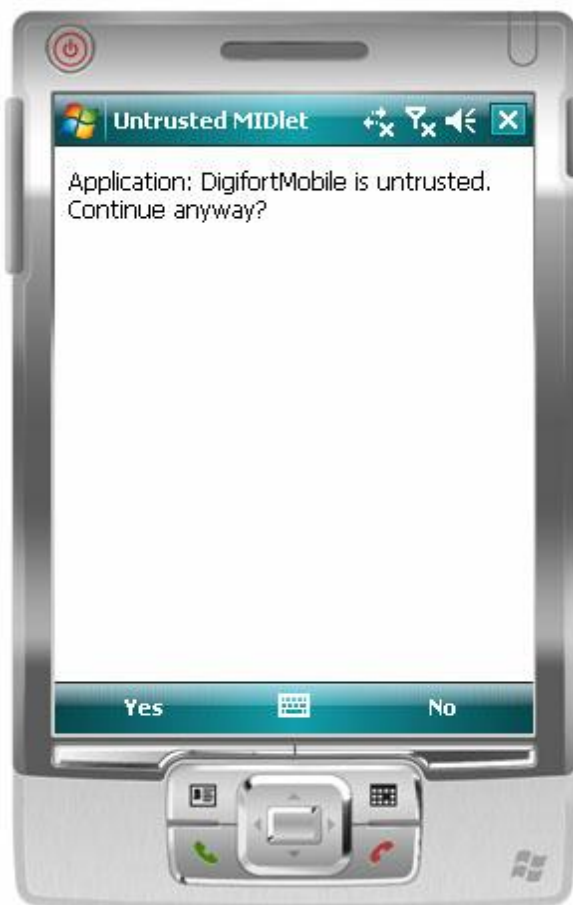 Untrusted MIDlet
Application: DigifortMobile is untrusted.
Continue anyway?
Yes No